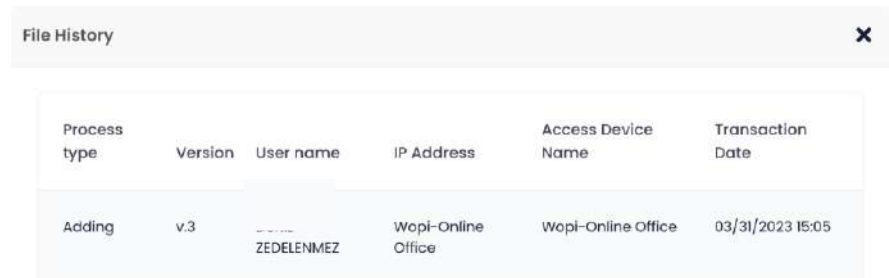 File History
Process type
Version
User name
IP Address
Access Device Name
Transaction Date
Adding
v.3
ZEDELENMEZ
Wopi-Online Office
Wopi-Online Office
03/31/2023 15:05